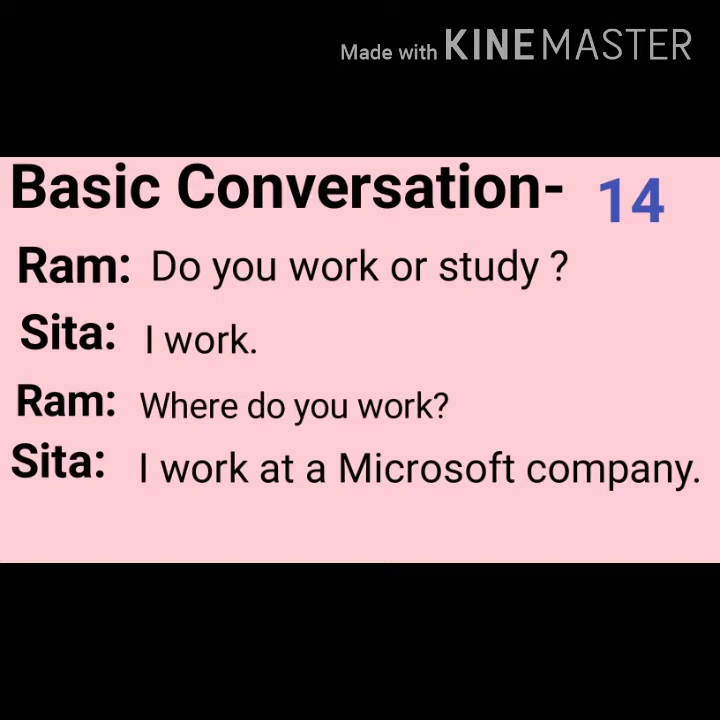 Made with KINEMASTER
Basic Conversation- 14
Ram: Do you work or study ?
Sita: I work.
Ram: Where do you work?
Sita: I work at a Microsoft company.